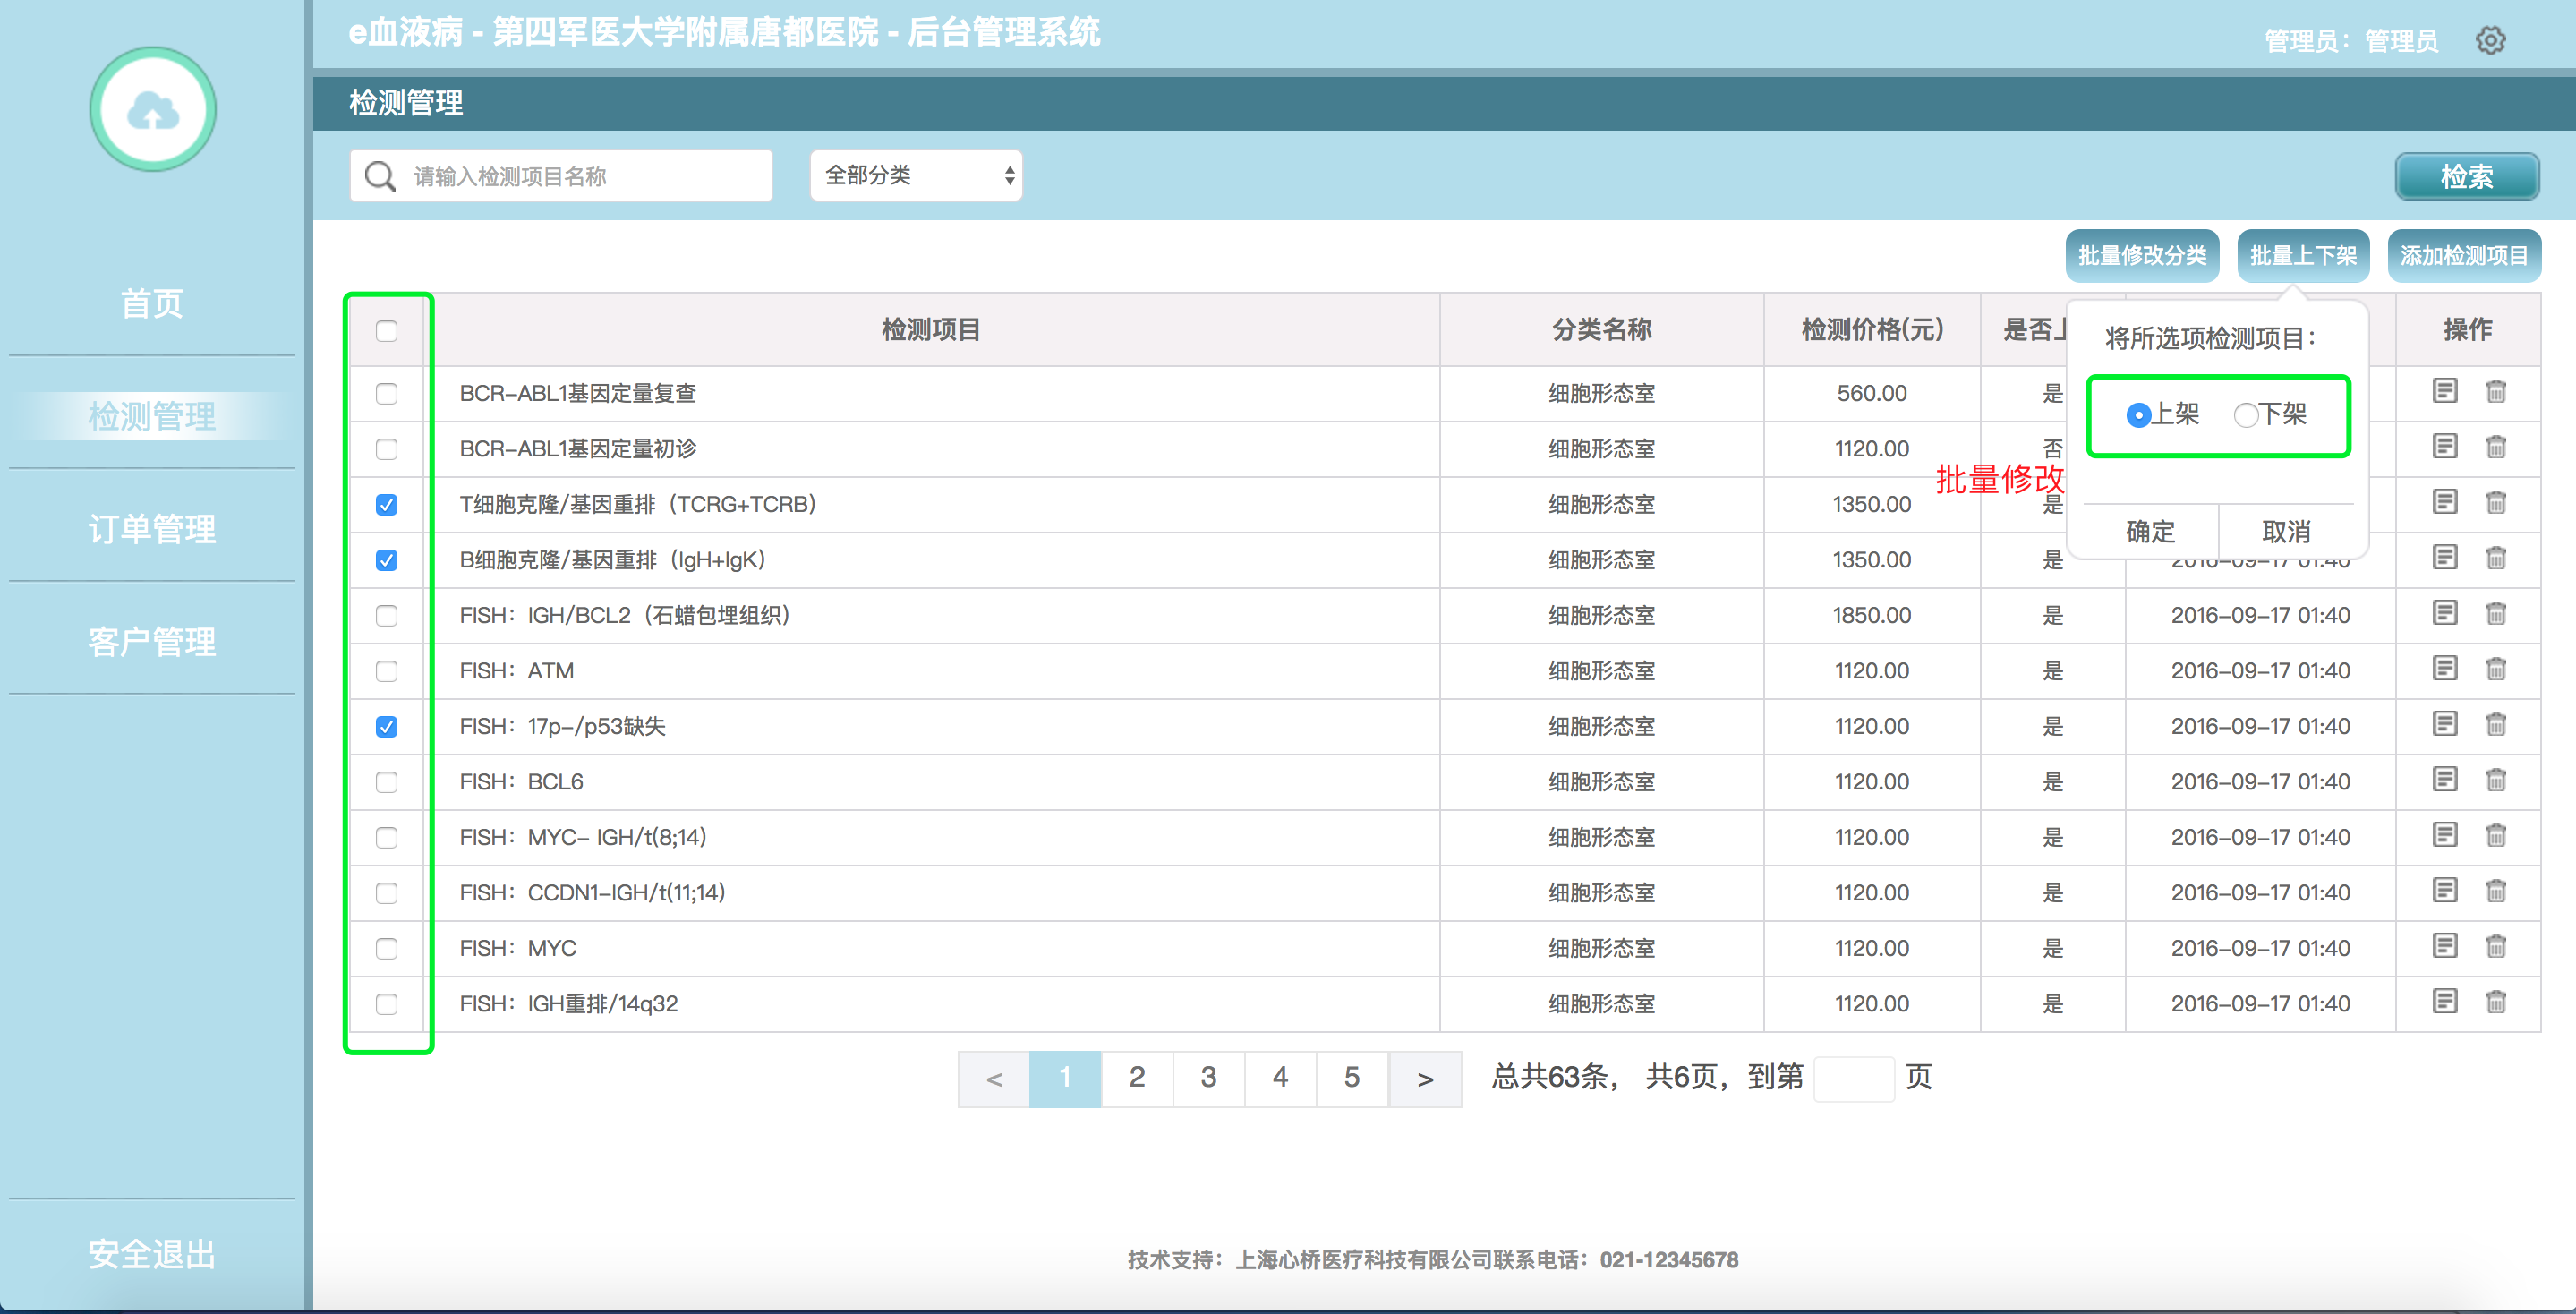 e血液病 - 第四军医大学附属唐都医院 - 后台管理系统
管理员：管理员
首页
检测管理
订单管理
客户管理
安全退出
检测管理
请输入检测项目名称
全部分类
检索
批量修改分类 批量上下架 添加检测项目
检测项目 分类名称 检测价格(元) 是否上 操作
将所选项检测项目：
上架 下架
确定 取消
批量修改
BCR-ABL1基因定量复查 细胞形态室 560.00 是
BCR-ABL1基因定量初诊 细胞形态室 1120.00 否
T细胞克隆/基因重排（TCRG+TCRB） 细胞形态室 1350.00 是
B细胞克隆/基因重排（IgH+IgK） 细胞形态室 1350.00 是 2016-09-17 01:40
FISH：IGH/BCL2（石蜡包埋组织） 细胞形态室 1850.00 是 2016-09-17 01:40
FISH：ATM 细胞形态室 1120.00 是 2016-09-17 01:40
FISH：17p-/p53缺失 细胞形态室 1120.00 是 2016-09-17 01:40
FISH：BCL6 细胞形态室 1120.00 是 2016-09-17 01:40
FISH：MYC- IGH/t(8;14) 细胞形态室 1120.00 是 2016-09-17 01:40
FISH：CCDN1-IGH/t(11;14) 细胞形态室 1120.00 是 2016-09-17 01:40
FISH：MYC 细胞形态室 1120.00 是 2016-09-17 01:40
FISH：IGH重排/14q32 细胞形态室 1120.00 是 2016-09-17 01:40
< 1 2 3 4 5 > 总共63条， 共6页，到第 页
技术支持：上海心桥医疗科技有限公司联系电话：021-12345678